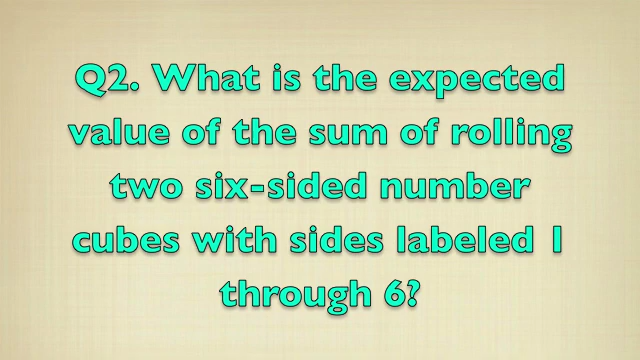 Q2. What is the expected
value of the sum of rolling
two six-sided number
cubes with sides labeled 1
through 6?